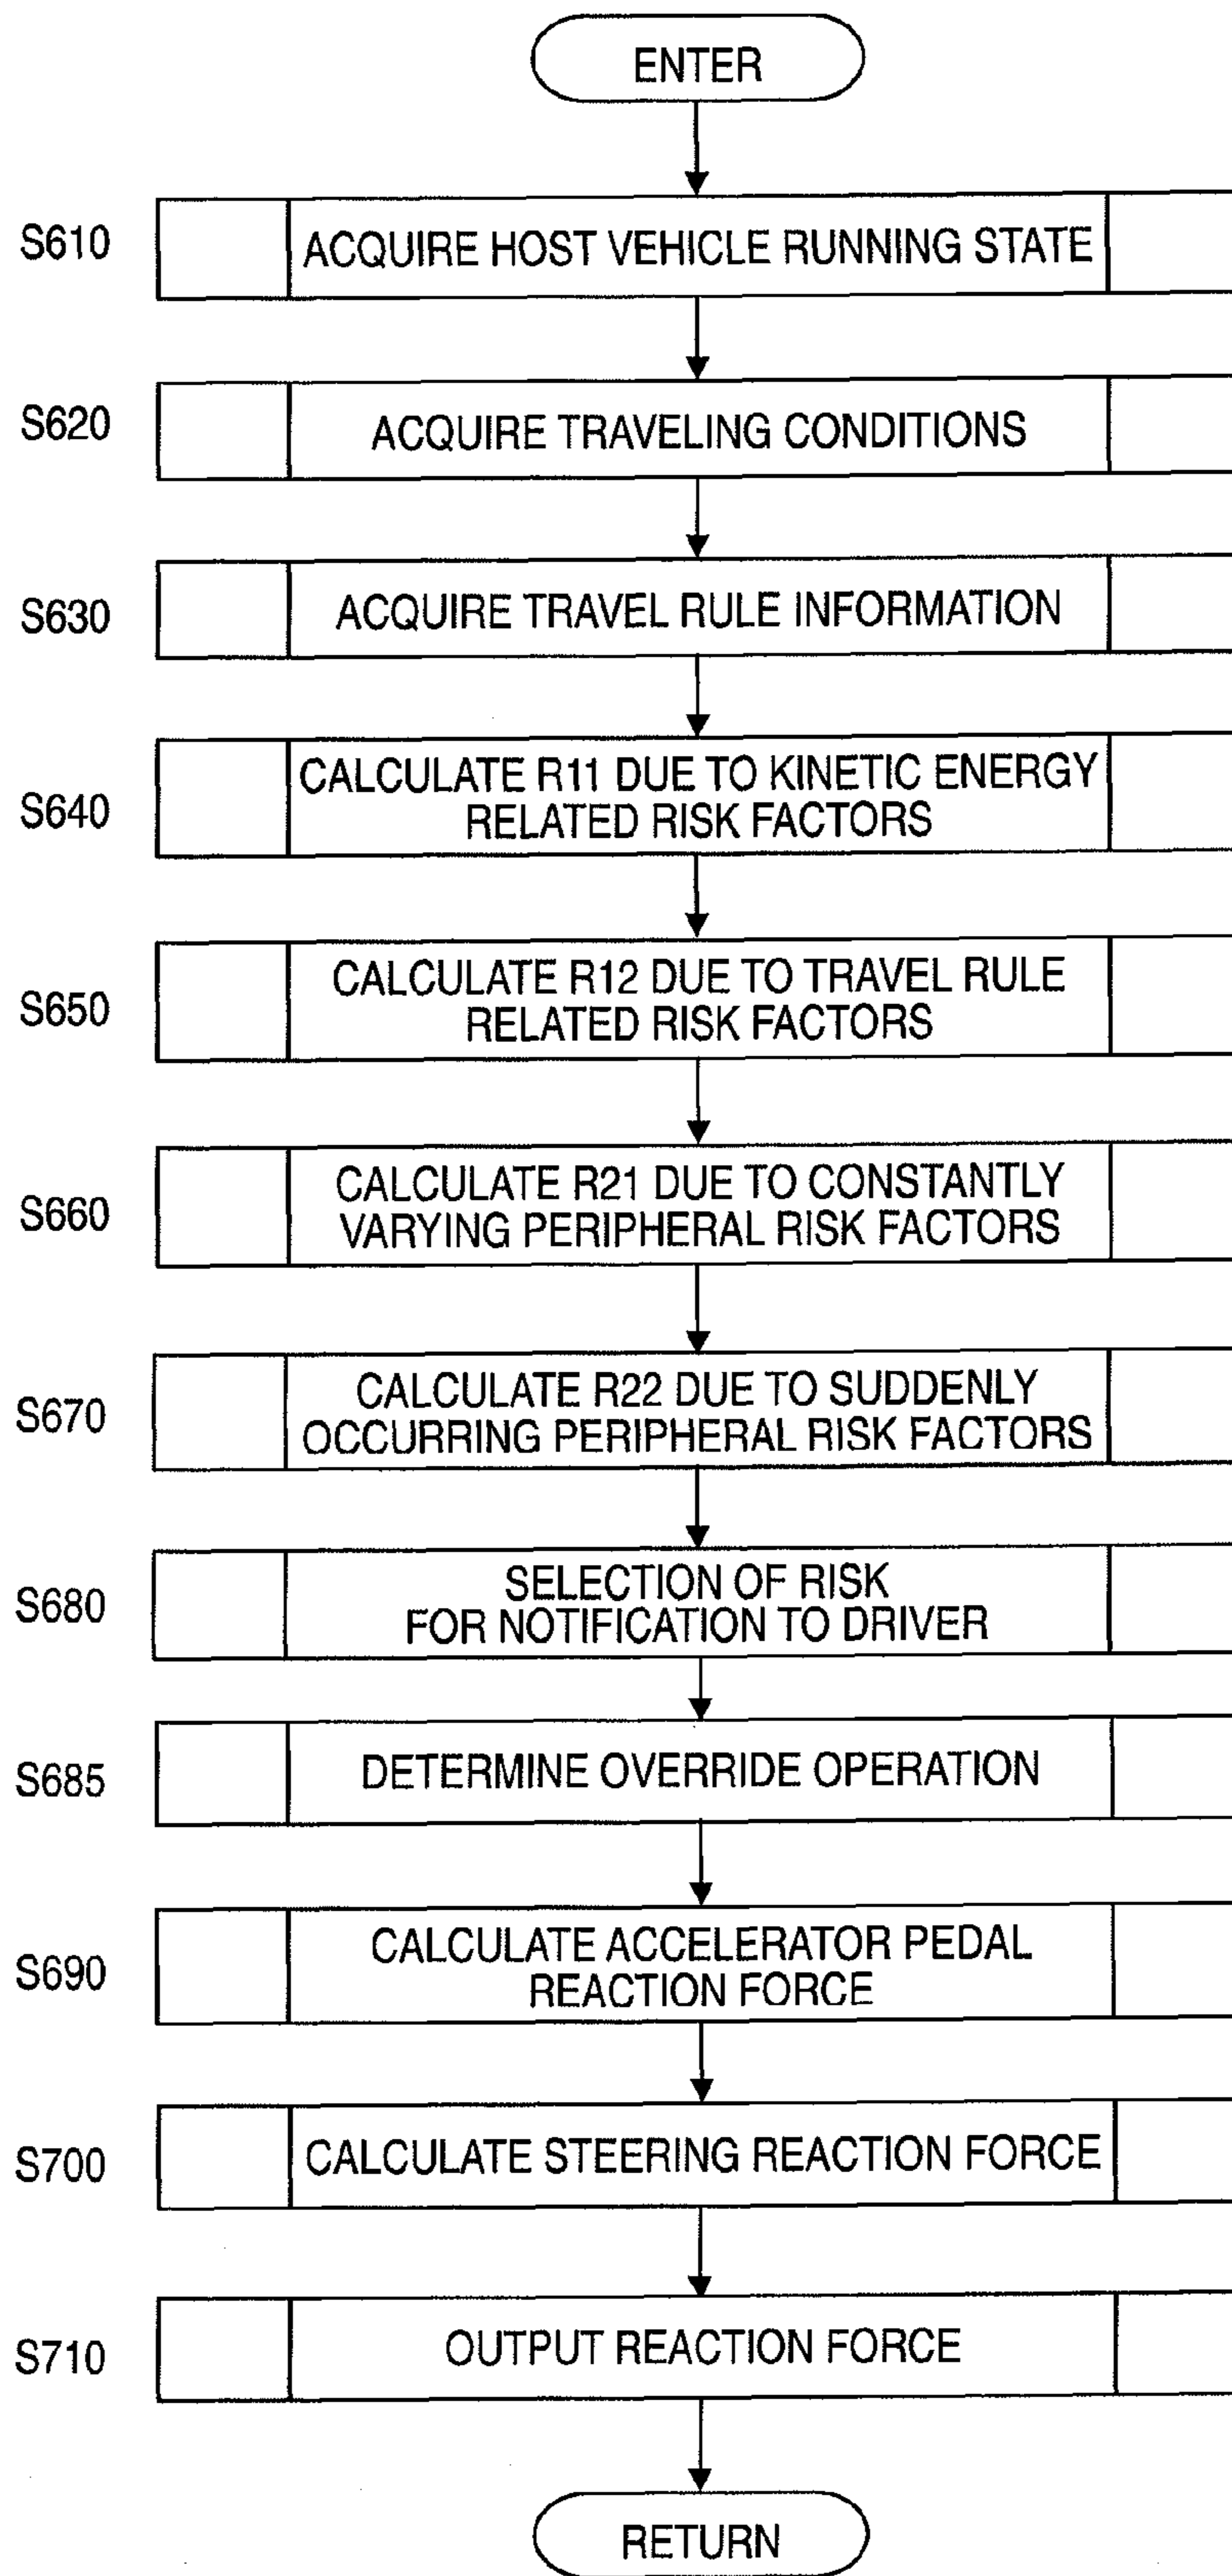 ENTER
S610
ACQUIRE HOST VEHICLE RUNNING STATE
S620
ACQUIRE TRAVELING CONDITIONS
S630
ACQUIRE TRAVEL RULE INFORMATION
S640
CALCULATE R11 DUE TO KINETIC ENERGY
RELATED RISK FACTORS
S650
CALCULATE R12 DUE TO TRAVEL RULE
RELATED RISK FACTORS
S660
CALCULATE R21 DUE TO CONSTANTLY
VARYING PERIPHERAL RISK FACTORS
S670
CALCULATE R22 DUE TO SUDDENLY
OCCURRING PERIPHERAL RISK FACTORS
S680
SELECTION OF RISK
FOR NOTIFICATION TO DRIVER
S685
DETERMINE OVERRIDE OPERATION
S690
CALCULATE ACCELERATOR PEDAL
REACTION FORCE
S700
CALCULATE STEERING REACTION FORCE
S710
OUTPUT REACTION FORCE
RETURN